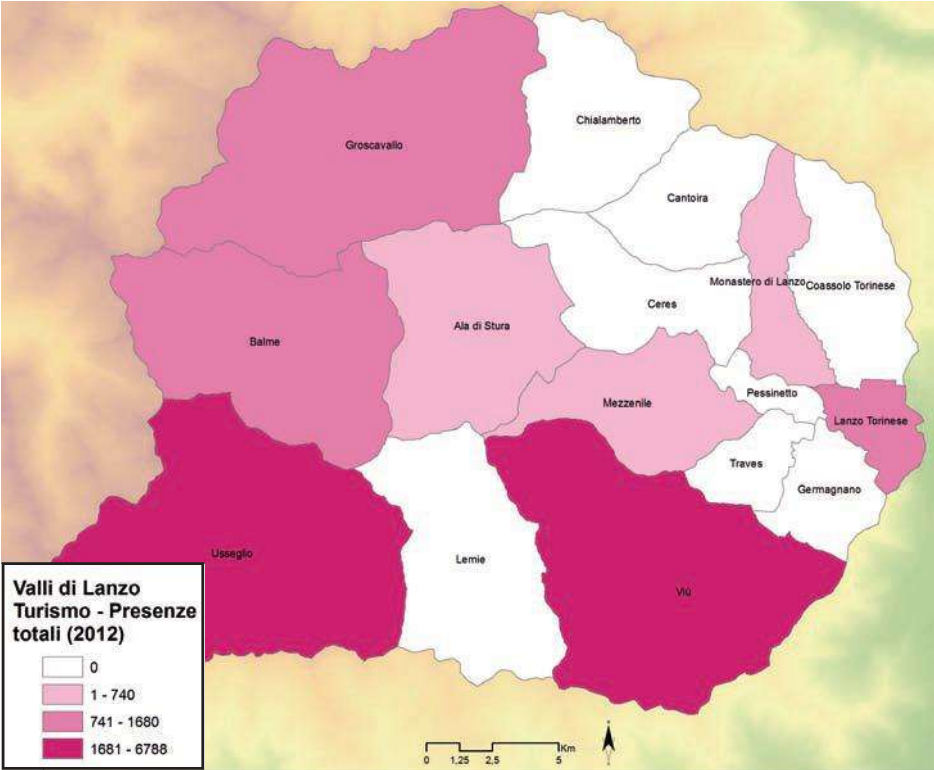 Chialamberto
Groscavallo
Cantoira
Monastero di Lanzo
Coassolo Torinese
Ceres
Ala di Stura
Balme
Pessinetto
Mezzenile
Lanzo Torinese
Traves
Germagnano
Usseglio
Lemie
Viù
Valli di Lanzo
Turismo - Presenze
totali (2012)
0
1 - 740
741 - 1680
1681 - 6788
Km
0 1,25 2,5 5